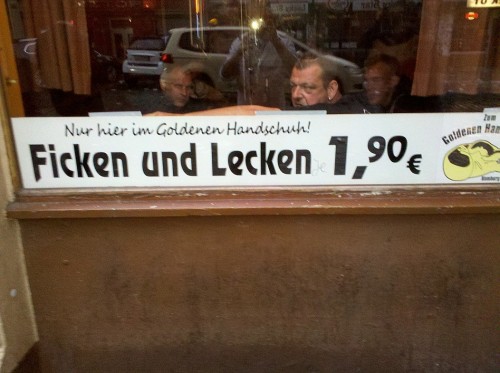 Nur hier im Goldenen Handschuh!
Ficken und Lecken 1,90 €
Zum
Goldenen Han